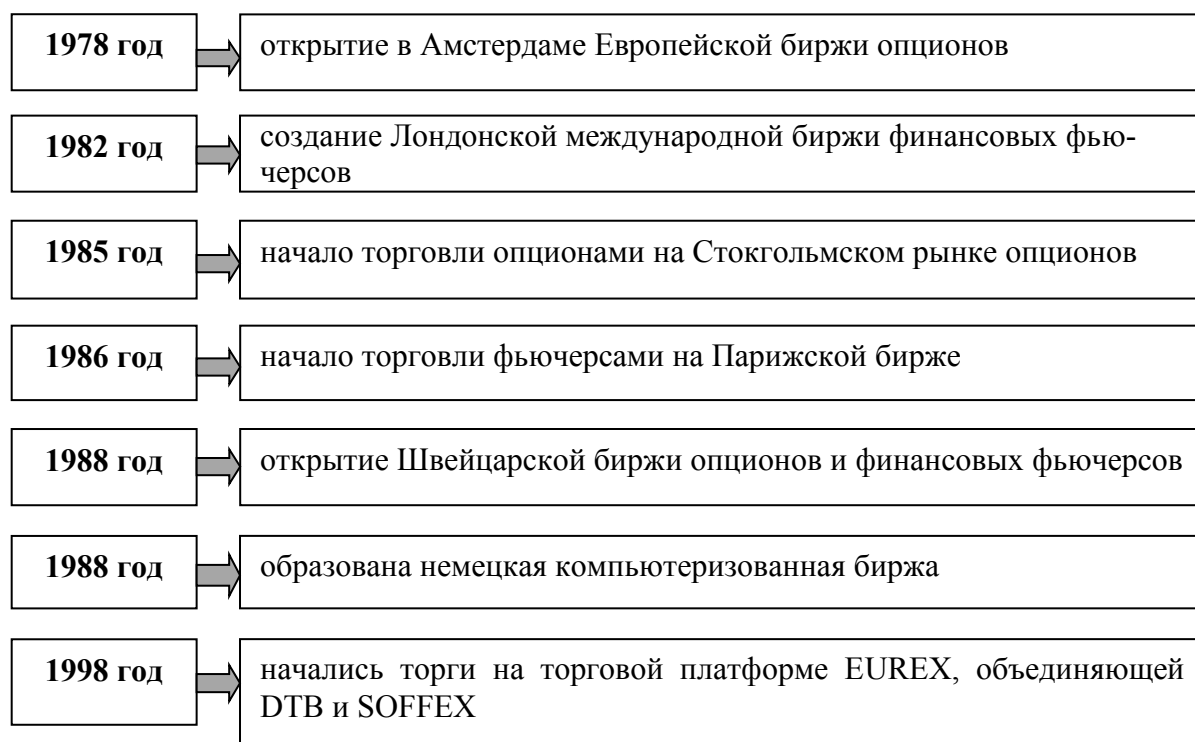 1978 год
открытие в Амстердаме Европейской биржи опционов
1982 год
создание Лондонской международной биржи финансовых фью-
черсов
1985 год
начало торговли опционами на Стокгольмском рынке опционов
1986 год
начало торговли фьючерсами на Парижской бирже
1988 год
открытие Швейцарской биржи опционов и финансовых фьючерсов
1988 год
образована немецкая компьютеризованная биржа
1998 год
начались торги на торговой платформе EUREX, объединяющей
DTB и SOFFEX